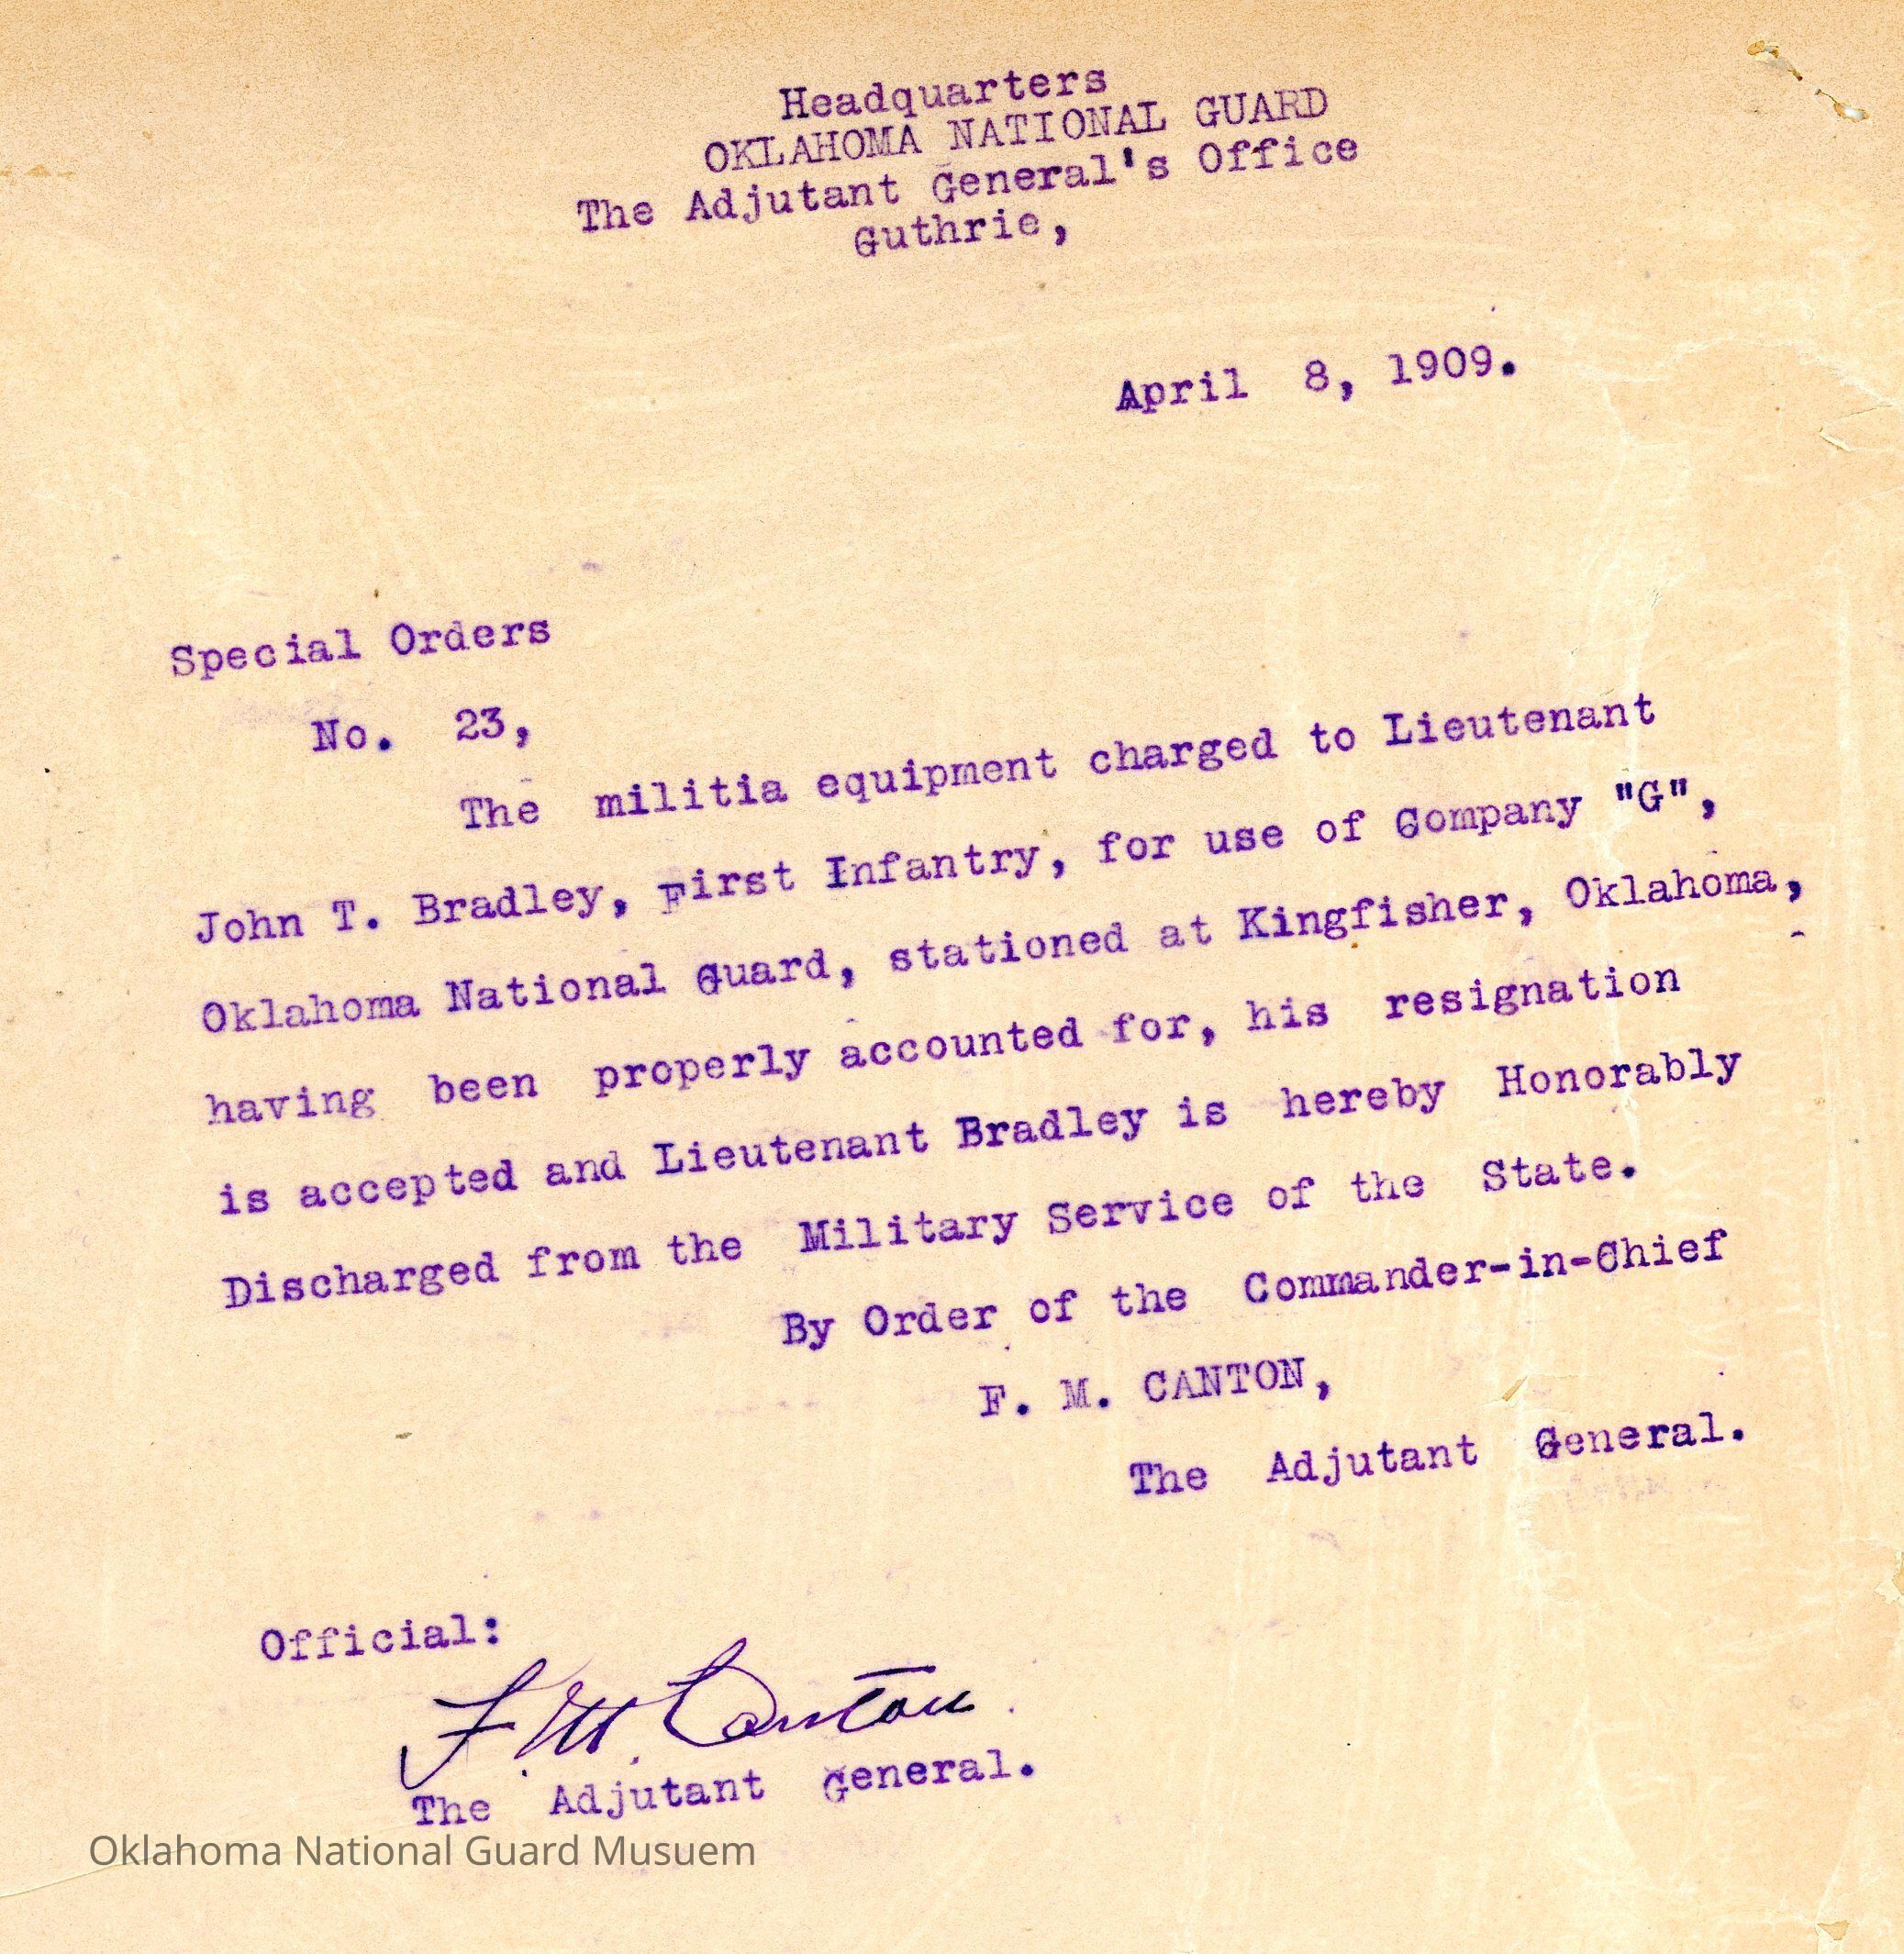 Headquarters
OKLAHOMA NATIONAL GUARD
The Adjutant General's Office
Guthrie,
April 8, 1909.
Special Orders
No. 23,
The militia equipment charged to Lieutenant
John T. Bradley, First Infantry, for use of Company "G",
Oklahoma National Guard, stationed at Kingfisher, Oklahoma,
having been properly accounted for, his resignation
is accepted and Lieutenant Bradley is hereby Honorably
Discharged from the Military Service of the State.
By Order of the Commander-in-Chief
F. M. CANTON,
The Adjutant General.
Official:
F. M. Canton
The Adjutant General.
Oklahoma National Guard Musuem